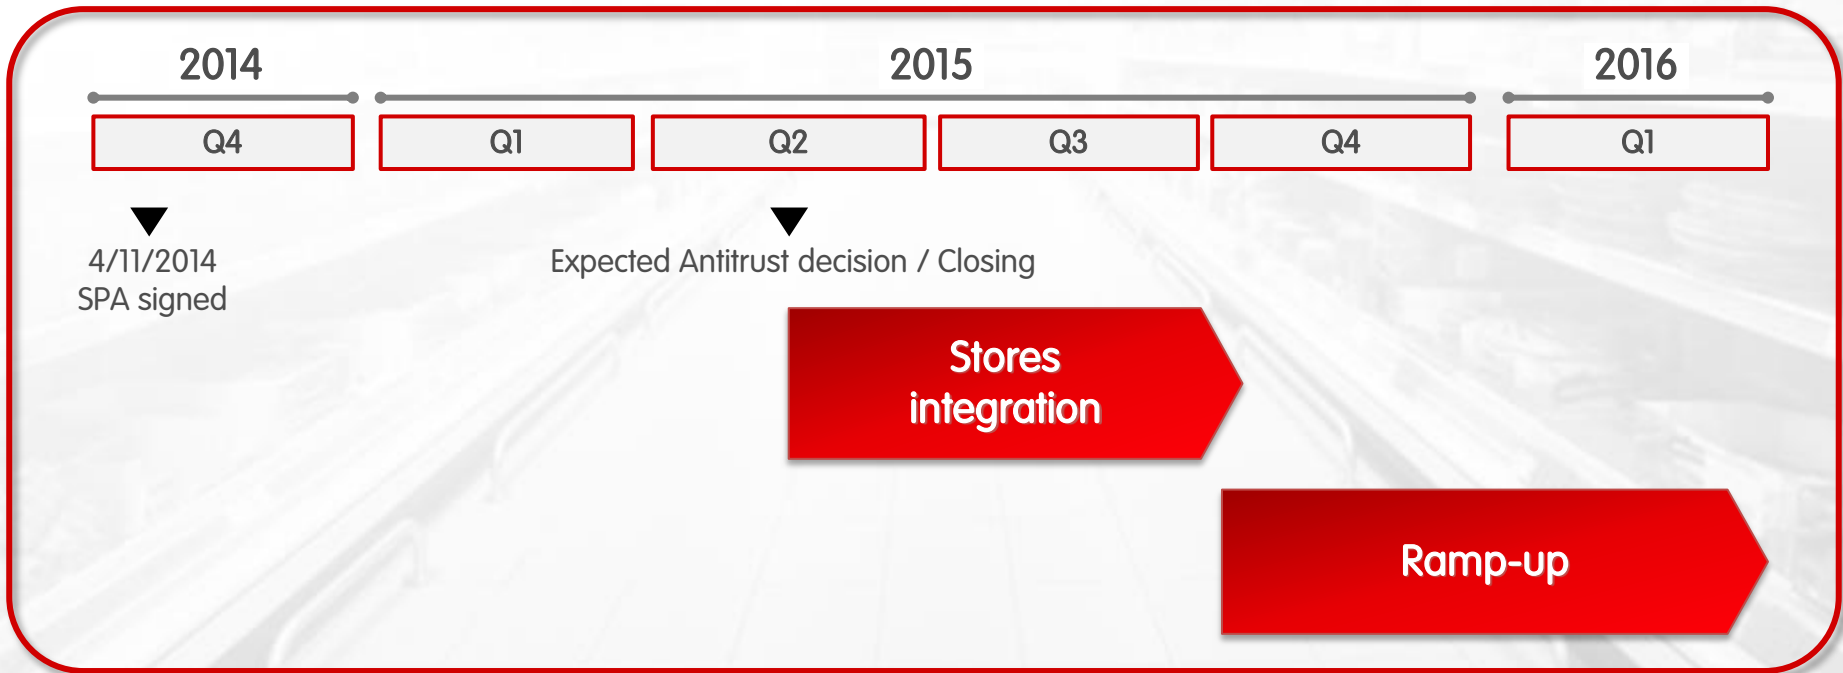 2014
2015
2016
Q4
Q1
Q2
Q3
Q4
Q1
4/11/2014
SPA signed
Expected Antitrust decision / Closing
Stores
integration
Ramp-up